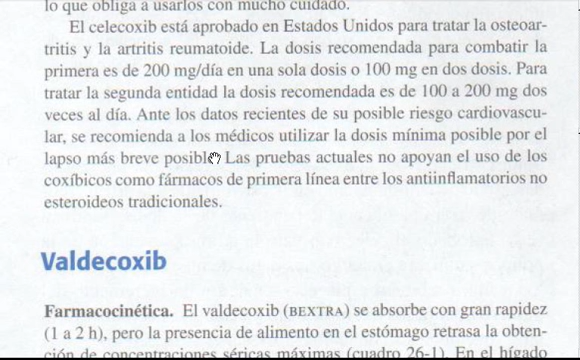 lo que obliga a usarlos con mucho cuidado.
El celecoxib está aprobado en Estados Unidos para tratar la osteoar-
tritis y la artritis reumatoide. La dosis recomendada para combatir la
primera es de 200 mg/día en una sola dosis o 100 mg en dos dosis. Para
tratar la segunda entidad la dosis recomendada es de 100 a 200 mg dos
veces al día. Ante los datos recientes de su posible riesgo cardiovascu-
lar, se recomienda a los médicos utilizar la dosis mínima posible por el
lapso más breve posible. Las pruebas actuales no apoyan el uso de los
coxíbicos como fármacos de primera línea entre los antiinflamatorios no
esteroideos tradicionales.
Valdecoxib
Farmacocinética. El valdecoxib (BEXTRA) se absorbe con gran rapidez
(1 a 2 h), pero la presencia de alimento en el estómago retrasa la obten-
ción de concentraciones séricas máximas (cuadro 26-1). En el hígado